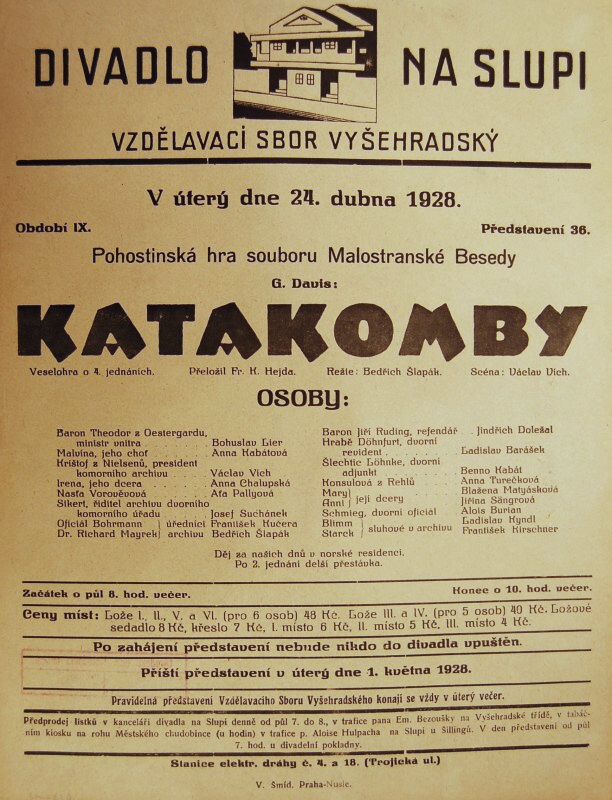 DIVADLO NA SLUPI
VZDĚLAVACÍ SBOR VYŠEHRADSKÝ
V úterý dne 24. dubna 1928.
Období IX. Představení 36.
Pohostinská hra souboru Malostranské Besedy
G. Davis:
KATAKOMBY
Veselohra o 4. jednáních. Přeložil Fr. K. Hejda. Režie: Bedřich Šlapák. Scéna: Václav Vich.
OSOBY:
Baron Theodor z Oestergardu,
ministr vnitra Bohuslav Lier
Malvina, jeho choť Anna Kabátová
Krištof z Nielsenů, president
komorního archivu Václav Vich
Irena, jeho dcera Anna Chalupská
Nasťa Vorověvová Aťa Pallyová
Sikert, řiditel archivu dvorního
komorního úřadu Josef Suchánek
Oficiál Bohrmann } úředníci František Kučera
Dr. Richard Mayrek } archivu Bedřich Šlapák
Baron Jiří Ruding, refendář Jindřich Doležal
Hrabě Döhnfurt, dvorní
revident Ladislav Barášek
Šlechtic Löhnke, dvorní
adjunkt Benno Kabát
Konsulová z Rehlů Anna Turečková
Mary } její dcery Blažena Matyásková
Anni } Jiřina Sångrová
Schmieg, dvorní oficiál Alois Burian
Blimm } sluhové v archivu Ladislav Kyndl
Starck } František Kirschner
Děj za našich dnů v norské residenci.
Po 2. jednání delší přestávka.
Začátek o půl 8. hod. večer. Konec o 10. hod. večer.
Ceny míst: Lože I., II., V. a VI. (pro 6 osob) 48 Kč. Lože III. a IV. (pro 5 osob) 40 Kč. Ložové
sedadlo 8 Kč, křeslo 7 Kč, I. místo 6 Kč, II. místo 5 Kč, III. místo 4 Kč.
Po zahájení představení nebude nikdo do divadla vpuštěn.
Příští představení v úterý dne 1. května 1928.
Pravidelná představení Vzdělavacího Sboru Vyšehradského konají se vždy v úterý večer.
Předprodej lístků v kanceláři divadla na Slupi denně od půl 7. do 8., v trafice pana Em. Bezoušky na Vyšehradské třídě, v tabáč-
ním kiosku na rohu Městského chudobince (u hodin) v trafice p. Aloise Hulpacha na Slupi u Šillingů. V den představení od půl
7. hod. u divadelní pokladny.
Stanice elektr. dráhy č. 4. a 18. (Trojická ul.)
V. Šmíd. Praha-Nusle.